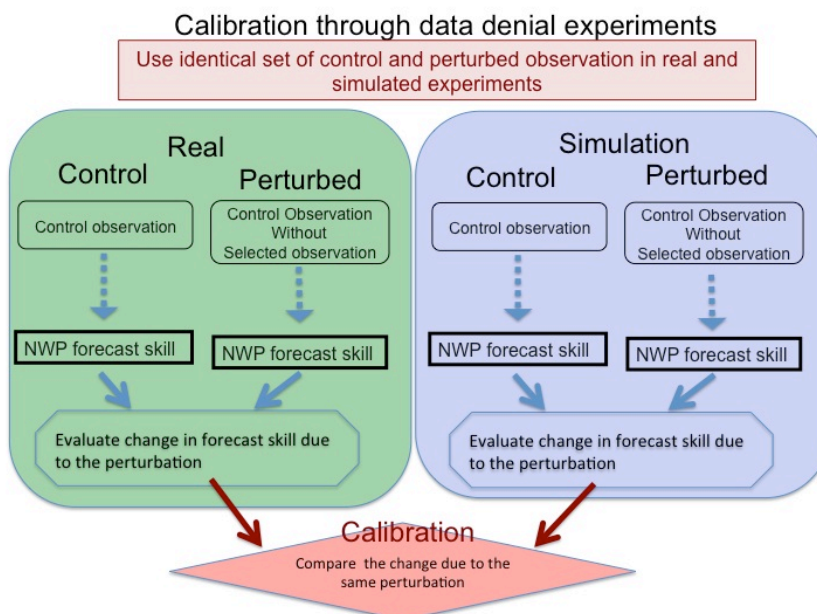 Calibration through data denial experiments
Use identical set of control and perturbed observation in real and
simulated experiments
Real
Control
Perturbed
Control observation
Control Observation
Without
Selected observation
NWP forecast skill
NWP forecast skill
Evaluate change in forecast skill due
to the perturbation
Simulation
Control
Perturbed
Control observation
Control Observation
Without
Selected observation
NWP forecast skill
NWP forecast skill
Evaluate change in forecast skill due
to the perturbation
Calibration
Compare the change due to the
same perturbation